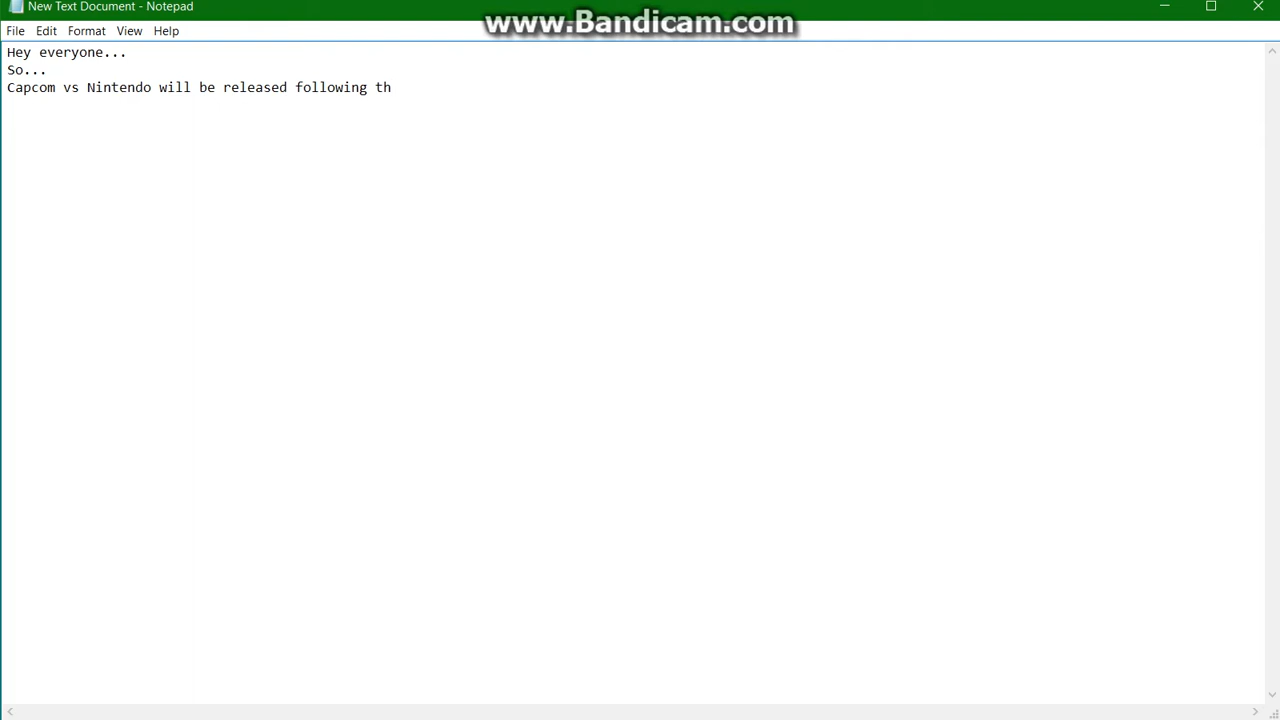 New Text Document - Notepad
www.Bandicam.com
File Edit Format View Help
Hey everyone...
So...
Capcom vs Nintendo will be released following th